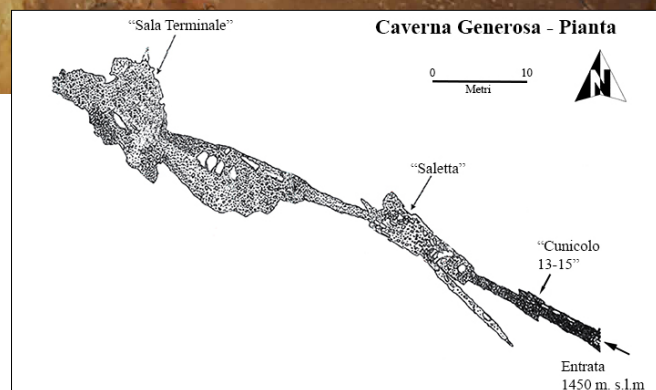 “Sala Terminale”
Caverna Generosa - Pianta
0 10
Metri
N
“Saletta”
“Cunicolo
13-15”
Entrata
1450 m. s.l.m